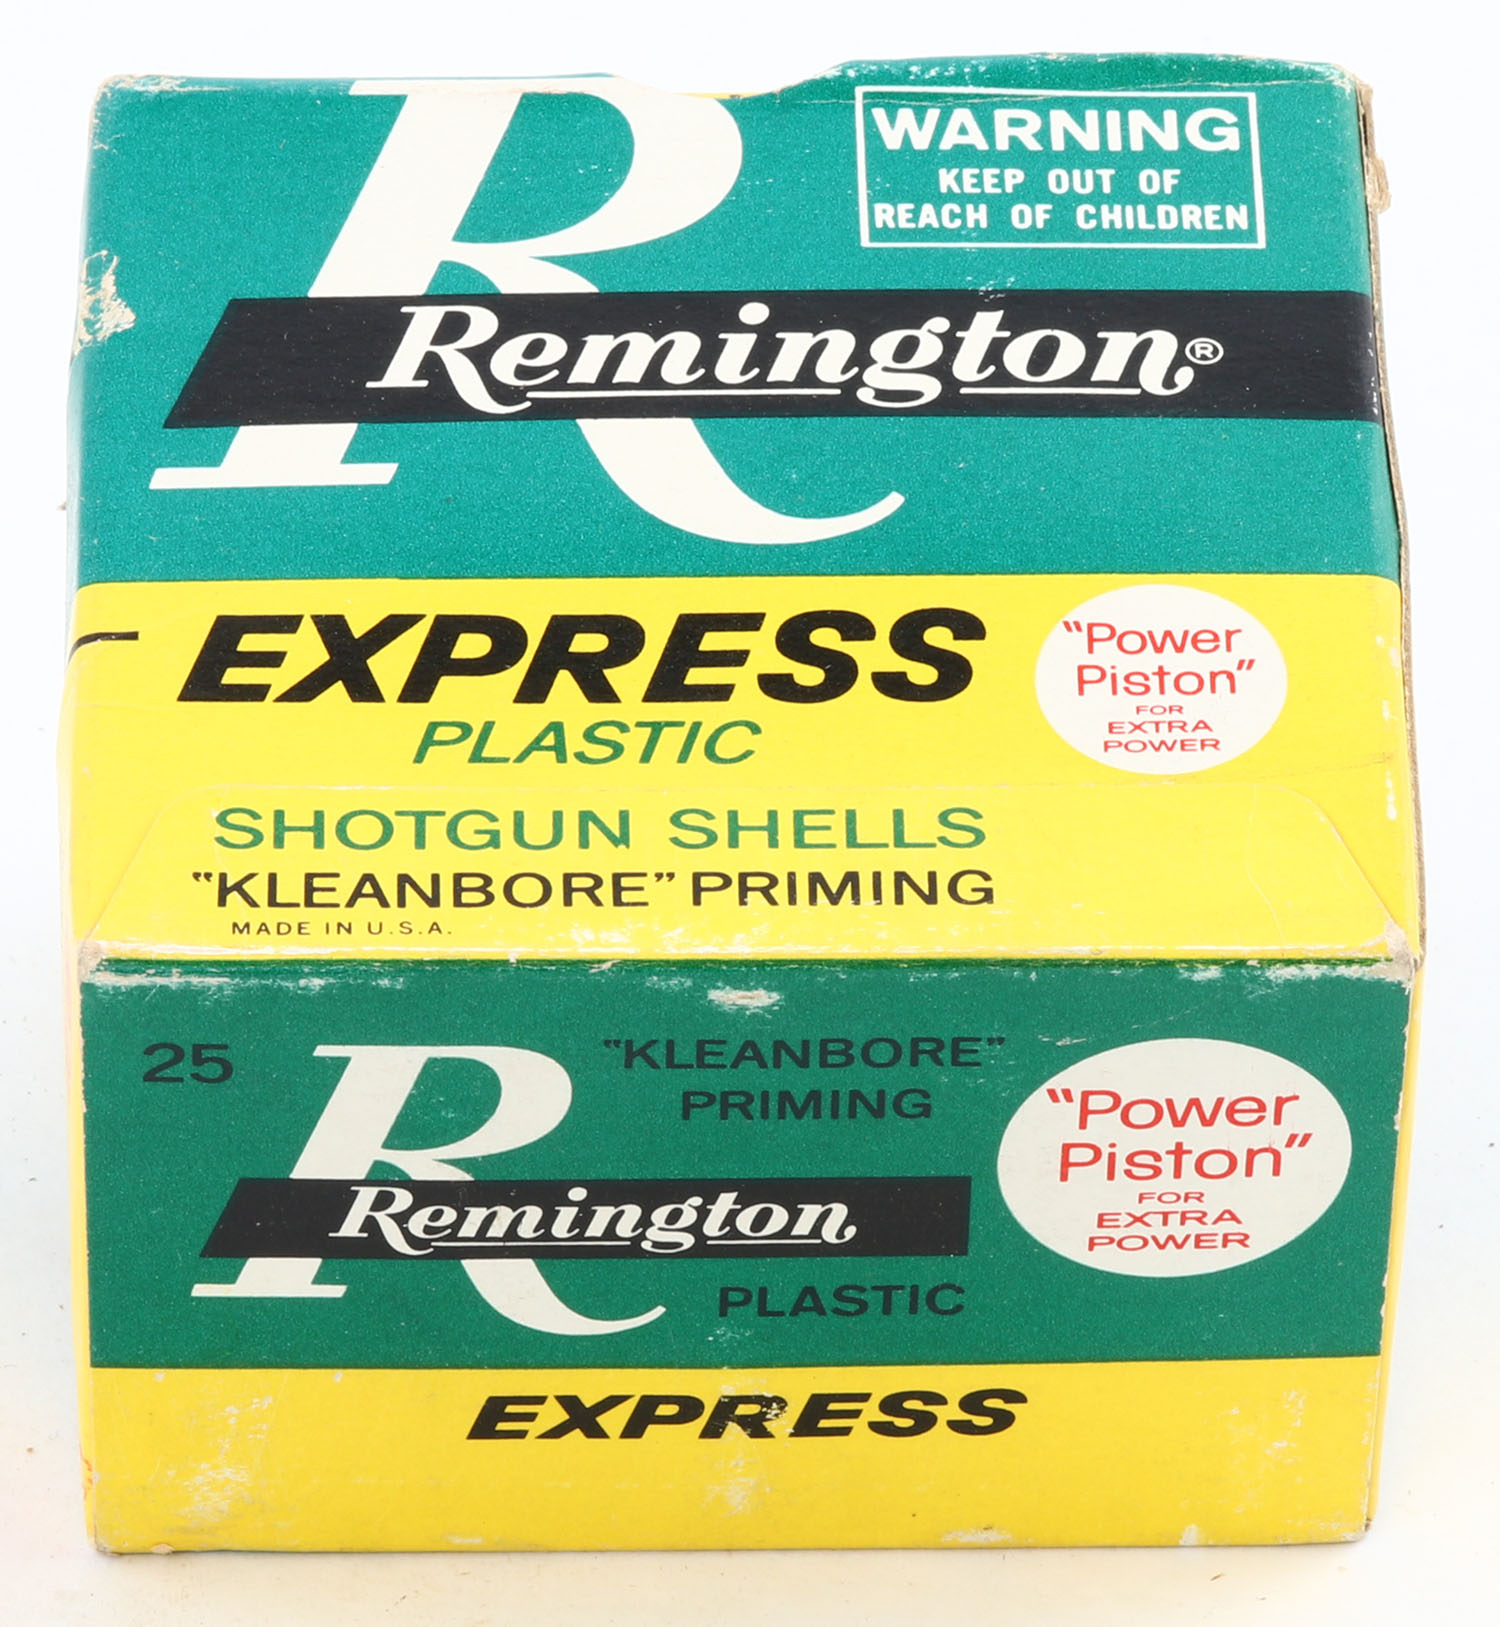 WARNING
KEEP OUT OF
REACH OF CHILDREN
R
Remington®
EXPRESS
PLASTIC
"Power
Piston"
FOR
EXTRA
POWER
SHOTGUN SHELLS
"KLEANBORE" PRIMING
MADE IN U.S.A.
25
R
"KLEANBORE"
PRIMING
Remington
PLASTIC
"Power
Piston"
FOR
EXTRA
POWER
EXPRESS